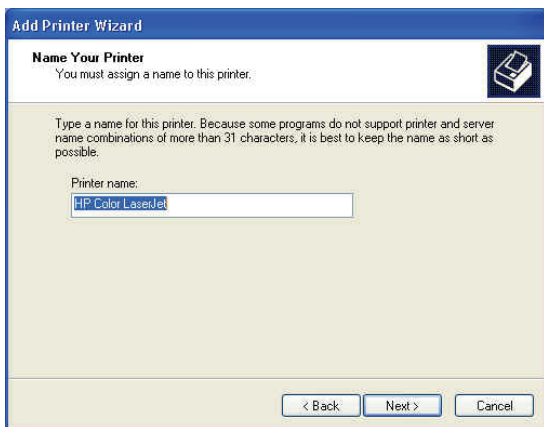 Add Printer Wizard
Name Your Printer
You must assign a name to this printer.
Type a name for this printer. Because some programs do not support printer and server
name combinations of more than 31 characters, it is best to keep the name as short as
possible.
Printer name:
HP Color LaserJet
< Back
Next >
Cancel